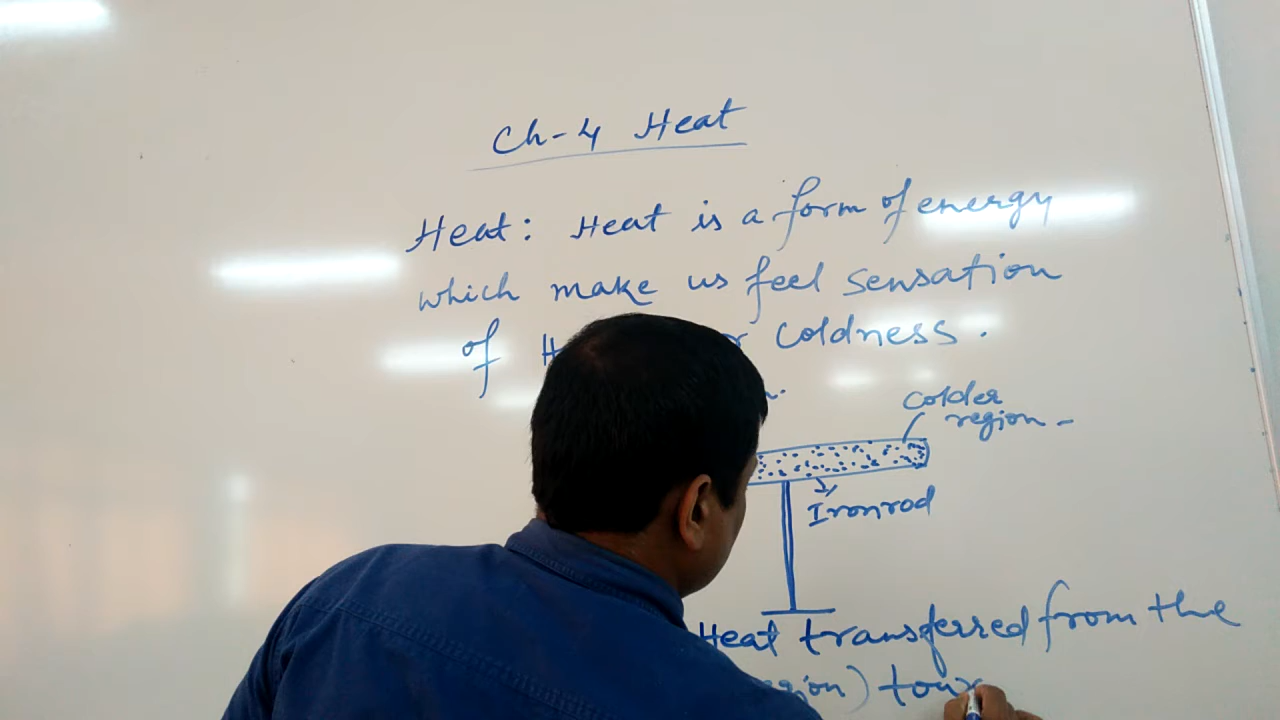 Ch-4 Heat
Heat: Heat is a form of energy
which make us feel sensation
of coldness.
Colder
region-
Ironrod
Heat transferred from the